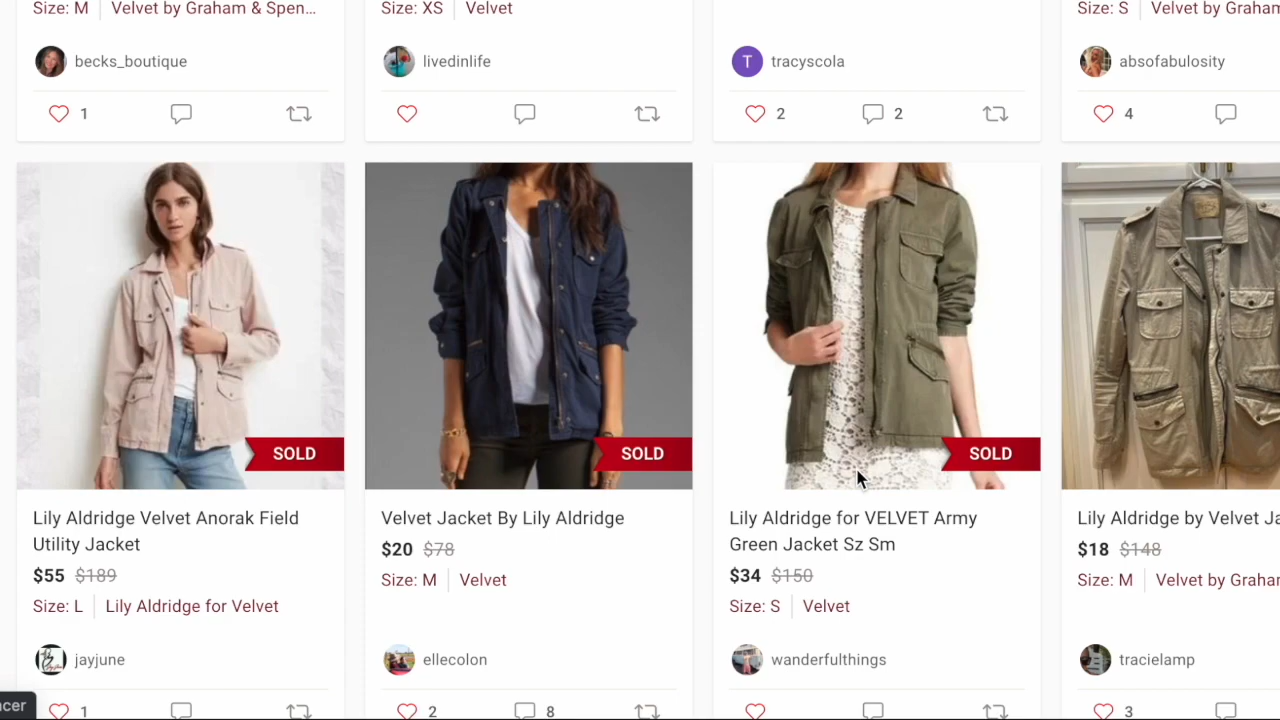 Size: M Velvet by Graham & Spen...
Size: XS Velvet
Size: S Velvet by Graham
becks_boutique
livedinlife
T tracyscola
absofabulosity
1
2 2
4
SOLD
SOLD
SOLD
Lily Aldridge Velvet Anorak Field
Utility Jacket
$55 $189
Size: L Lily Aldridge for Velvet
Velvet Jacket By Lily Aldridge
$20 $78
Size: M Velvet
Lily Aldridge for VELVET Army
Green Jacket Sz Sm
$34 $150
Size: S Velvet
Lily Aldridge by Velvet Ja
$18 $148
Size: M Velvet by Graha
jayjune
ellecolon
wanderfulthings
tracielamp
ncer
1
2 8
3